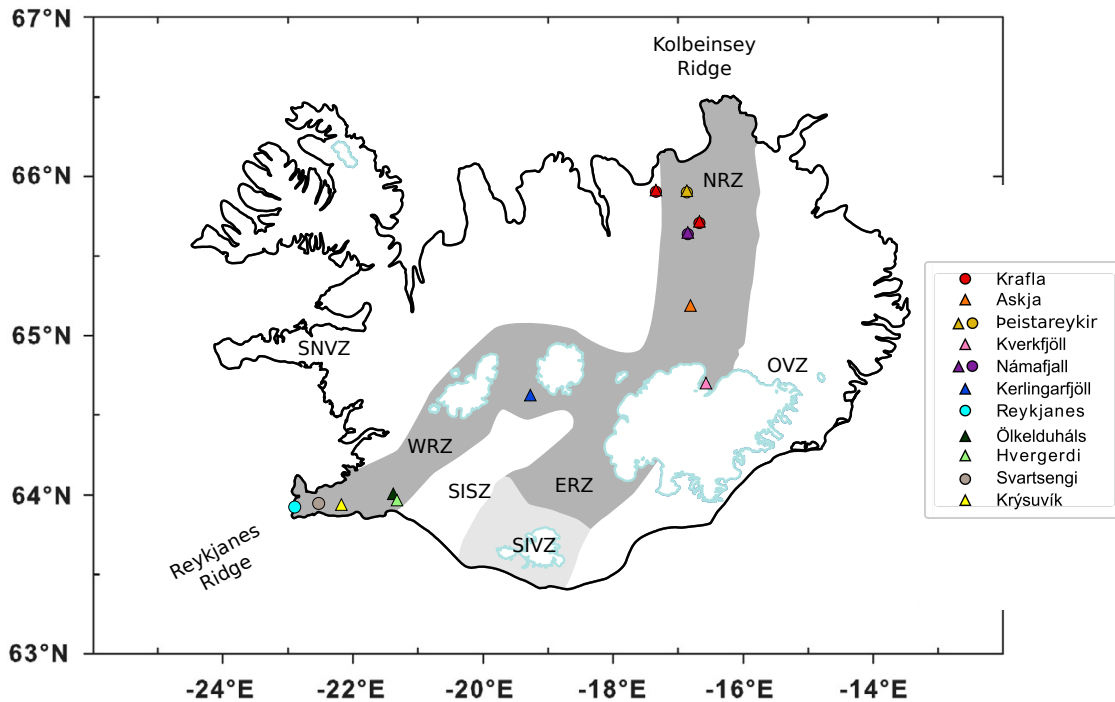 67°N
66°N
65°N
64°N
63°N
-24°E
-22°E
-20°E
-18°E
-16°E
-14°E
Kolbeinsey
Ridge
NRZ
SNVZ
OVZ
WRZ
SISZ
ERZ
SIVZ
Reykjanes
Ridge
Krafla
Askja
Þeistareykir
Kverkfjöll
Námafjall
Kerlingarfjöll
Reykjanes
Ölkelduháls
Hvergerdi
Svartsengi
Krýsuvík